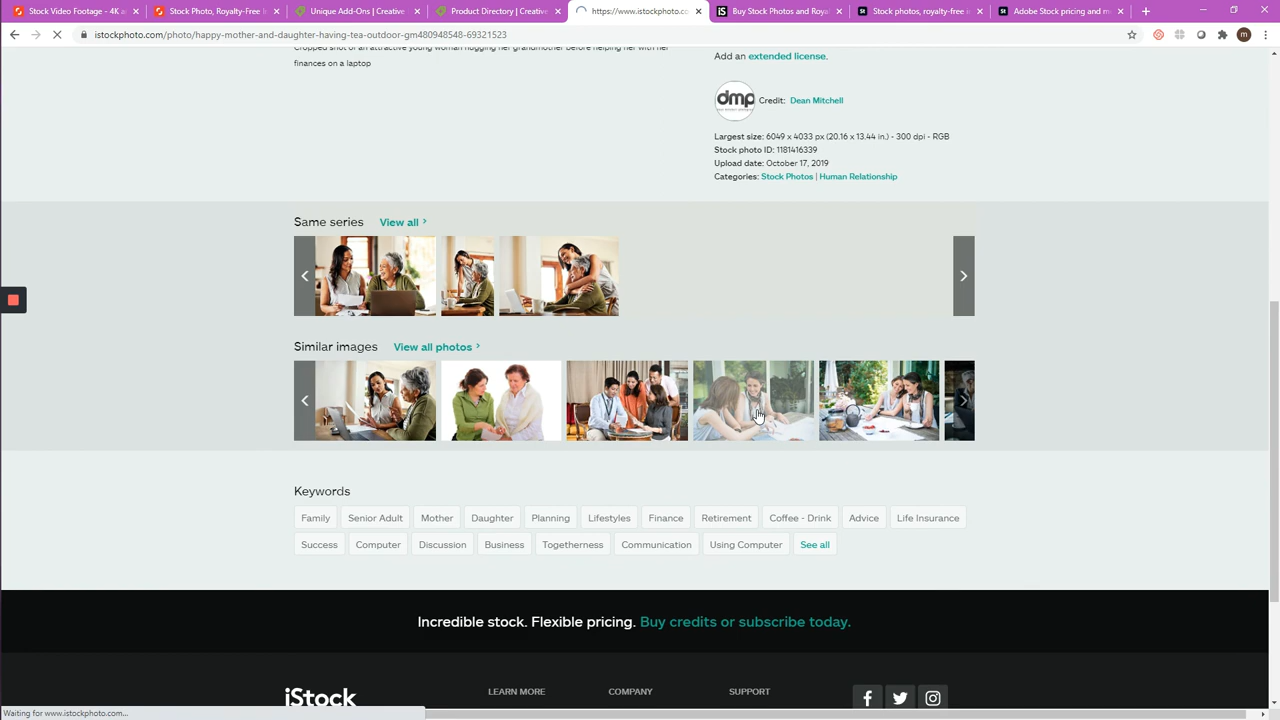 Stock Video Footage - 4K an
Stock Photo, Royalty-Free I
Unique Add-Ons | Creative
Product Directory | Creative
https://www.istockphoto.co
Buy Stock Photos and Roya
Stock photos, royalty-free i
Adobe Stock pricing and m
istockphoto.com/photo/happy-mother-and-daughter-having-tea-outdoor-gm480948548-69321523
Cropped shot of an attractive young woman hugging her grandmother before helping her with her
finances on a laptop
Add an extended license.
dmp
Credit: Dean Mitchell
Largest size: 6049 x 4033 px (20.16 x 13.44 in.) - 300 dpi - RGB
Stock photo ID: 1181416339
Upload date: October 17, 2019
Categories: Stock Photos | Human Relationship
Same series View all >
Similar images View all photos >
Keywords
Family Senior Adult Mother Daughter Planning Lifestyles Finance Retirement Coffee - Drink Advice Life Insurance
Success Computer Discussion Business Togetherness Communication Using Computer See all
Incredible stock. Flexible pricing. Buy credits or subscribe today.
iStock
LEARN MORE COMPANY SUPPORT
Waiting for www.istockphoto.com...